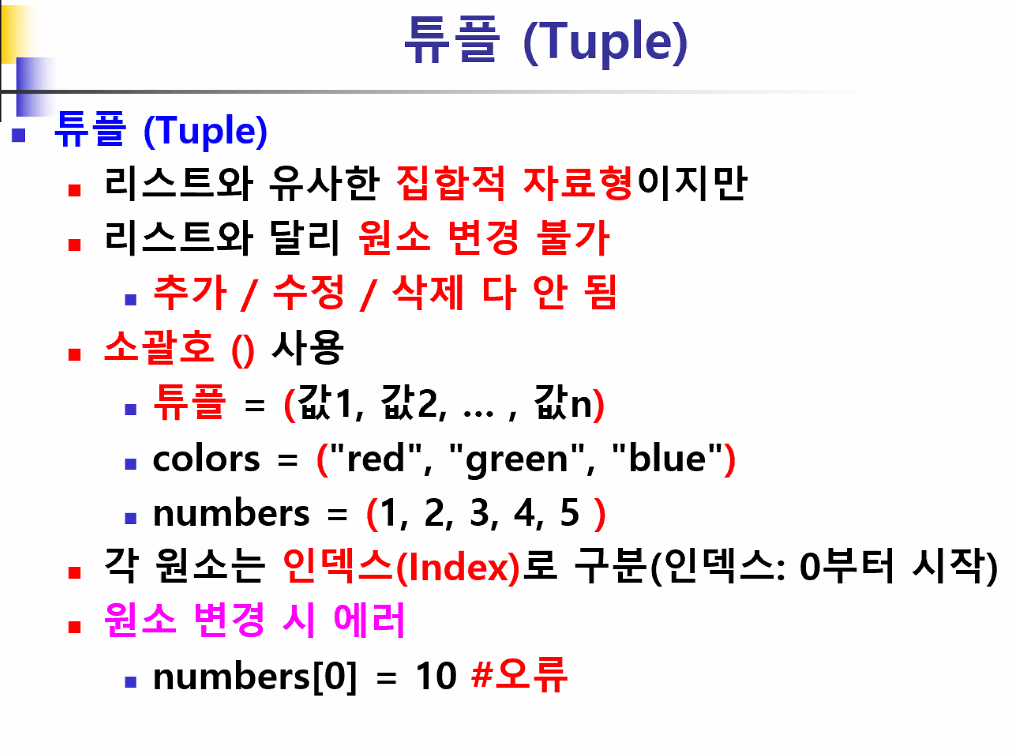 튜플 (Tuple)
튜플 (Tuple)
리스트와 유사한 집합적 자료형이지만
리스트와 달리 원소 변경 불가
추가 / 수정 / 삭제 다 안 됨
소괄호 () 사용
튜플 = (값1, 값2, ... , 값n)
colors = ("red", "green", "blue")
numbers = (1, 2, 3, 4, 5 )
각 원소는 인덱스(Index)로 구분(인덱스: 0부터 시작)
원소 변경 시 에러
numbers[0] = 10 #오류